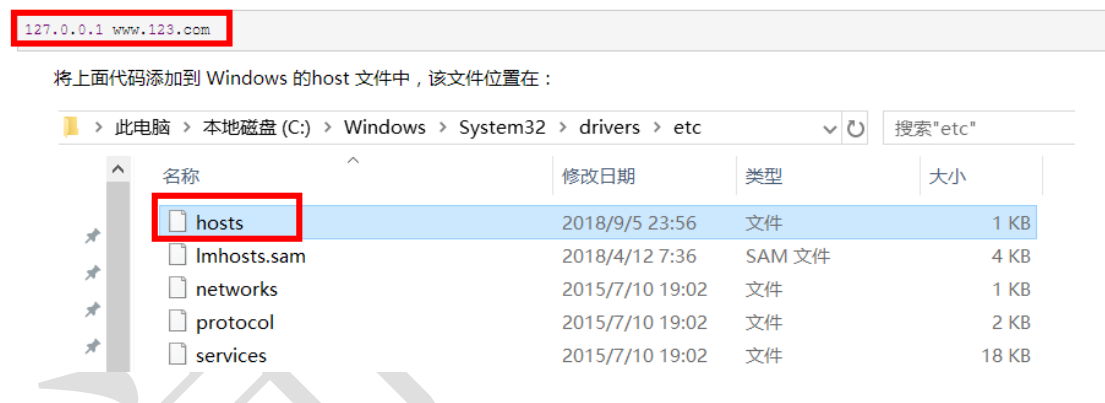 127.0.0.1 www.123.com
将上面代码添加到 Windows 的host 文件中，该文件位置在：
此电脑 › 本地磁盘 (C:) › Windows › System32 › drivers › etc 搜索"etc"
名称 修改日期 类型 大小
hosts 2018/9/5 23:56 文件 1 KB
lmhosts.sam 2018/4/12 7:36 SAM 文件 4 KB
networks 2015/7/10 19:02 文件 1 KB
protocol 2015/7/10 19:02 文件 2 KB
services 2015/7/10 19:02 文件 18 KB